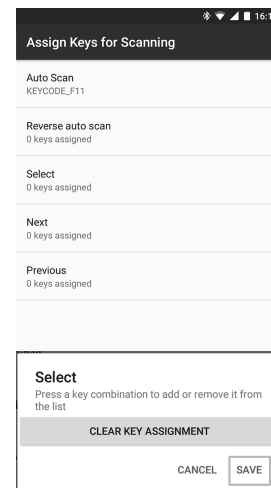 16:1
Assign Keys for Scanning
Auto Scan
KEYCODE_F11
Reverse auto scan
0 keys assigned
Select
0 keys assigned
Next
0 keys assigned
Previous
0 keys assigned
Select
Press a key combination to add or remove it from
the list
CLEAR KEY ASSIGNMENT
CANCEL SAVE